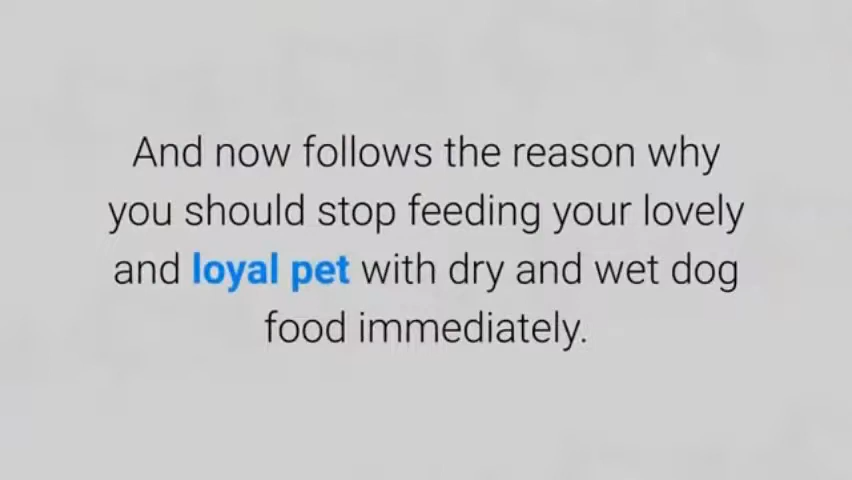 And now follows the reason why
you should stop feeding your lovely
and loyal pet with dry and wet dog
food immediately.